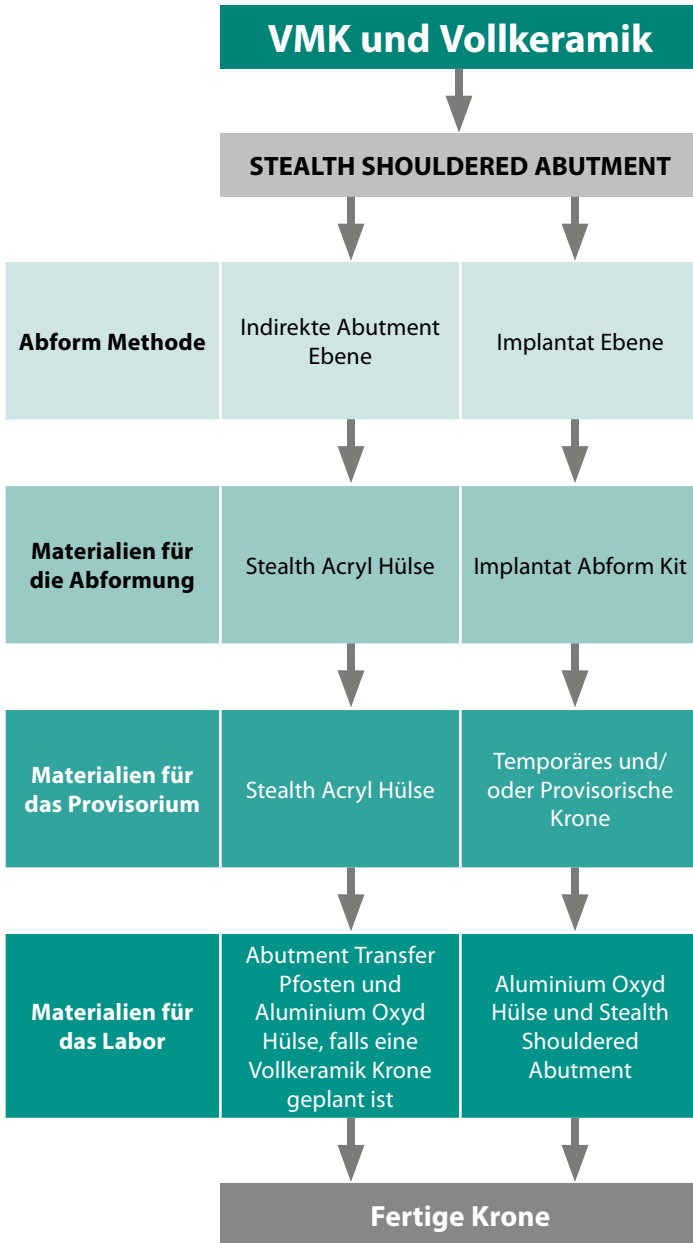 VMK und Vollkeramik
STEALTH SHOULDERED ABUTMENT
Abform Methode
Indirekte Abutment
Ebene
Implantat Ebene
Materialien für
die Abformung
Stealth Acryl Hülse
Implantat Abform Kit
Materialien für
das Provisorium
Stealth Acryl Hülse
Temporäres und/
oder Provisorische
Krone
Materialien für
das Labor
Abutment Transfer
Pfosten und
Aluminium Oxyd
Hülse, falls eine
Vollkeramik Krone
geplant ist
Aluminium Oxyd
Hülse und Stealth
Shouldered
Abutment
Fertige Krone